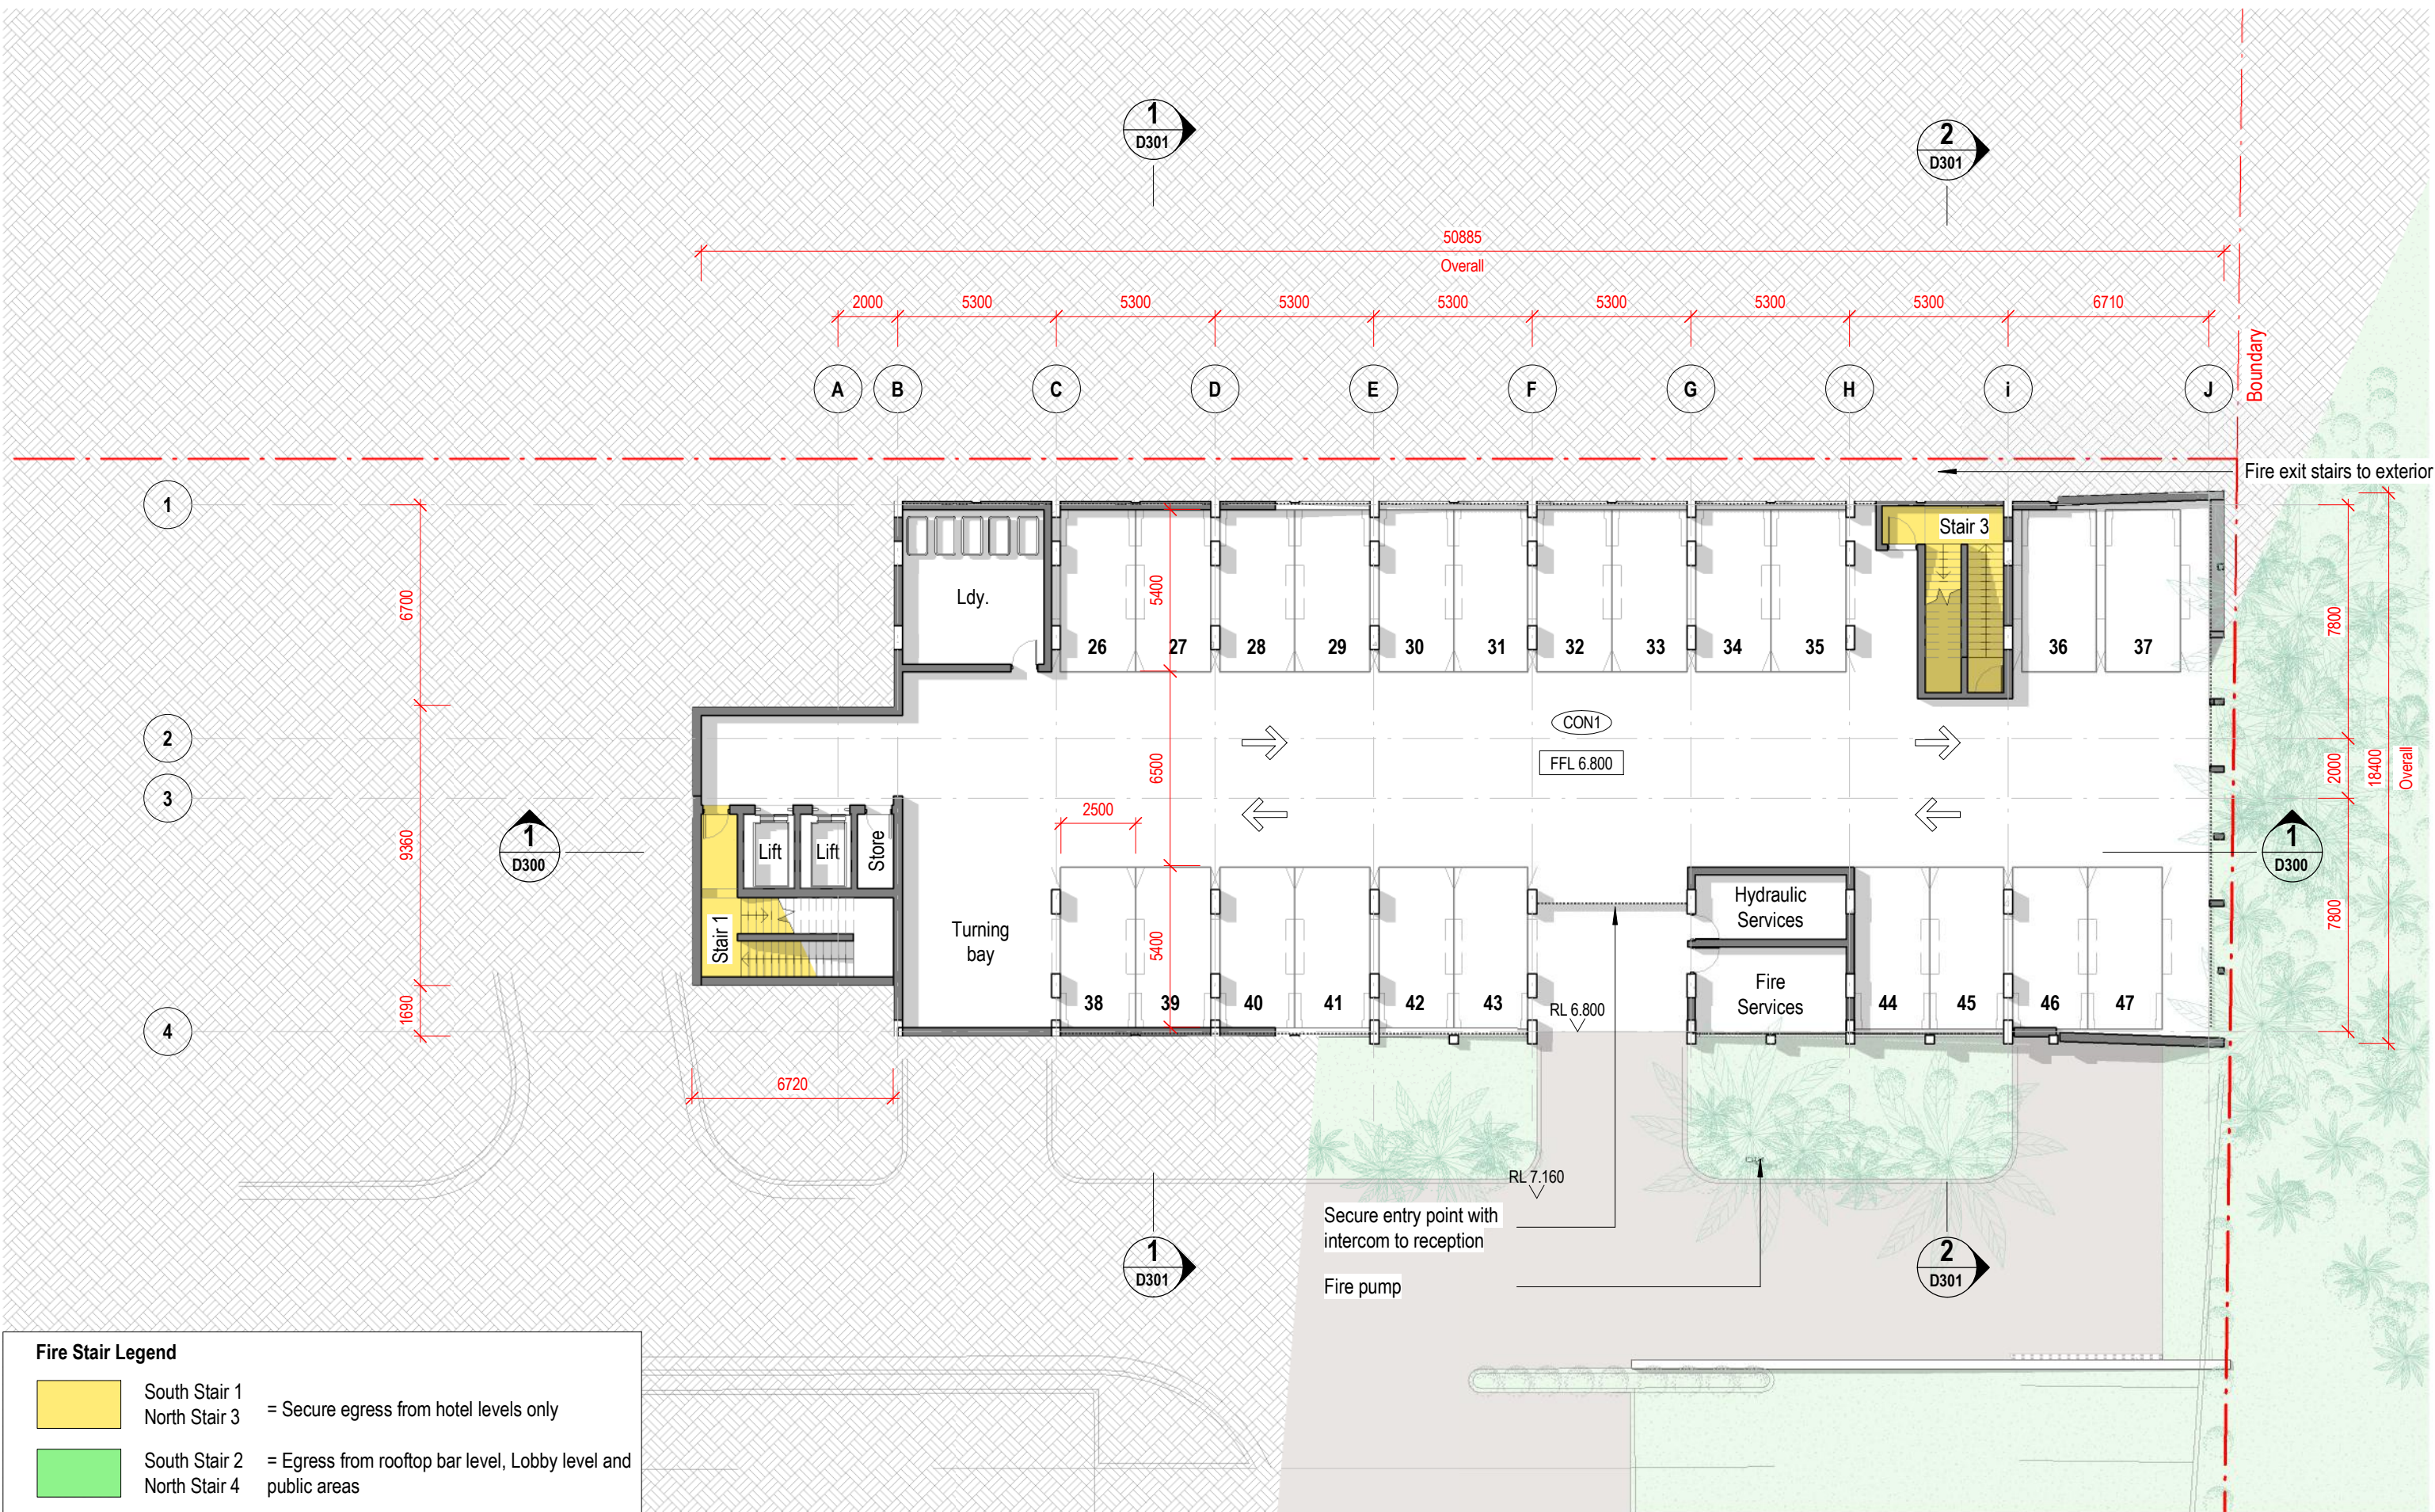 1
D301
2
D301
50885
Overall
2000
5300
5300
5300
5300
5300
5300
5300
6710
Boundary
A
B
C
D
E
F
G
H
i
J
Fire exit stairs to exterior
1
2
3
4
6700
9360
1690
Ldy.
5400
26
27
28
29
30
31
32
33
34
35
Stair 3
36
37
7800
2000
7800
18400
Overall
CON1
FFL 6.800
6500
2500
1
D300
1
D300
Lift
Lift
Store
Stair 1
Turning
bay
5400
38
39
40
41
42
43
Hydraulic
Services
Fire
Services
44
45
46
47
RL 6.800
6720
RL 7.160
Secure entry point with
intercom to reception
Fire pump
1
D301
2
D301
Fire Stair Legend
South Stair 1
North Stair 3
= Secure egress from hotel levels only
South Stair 2
North Stair 4
= Egress from rooftop bar level, Lobby level and
public areas